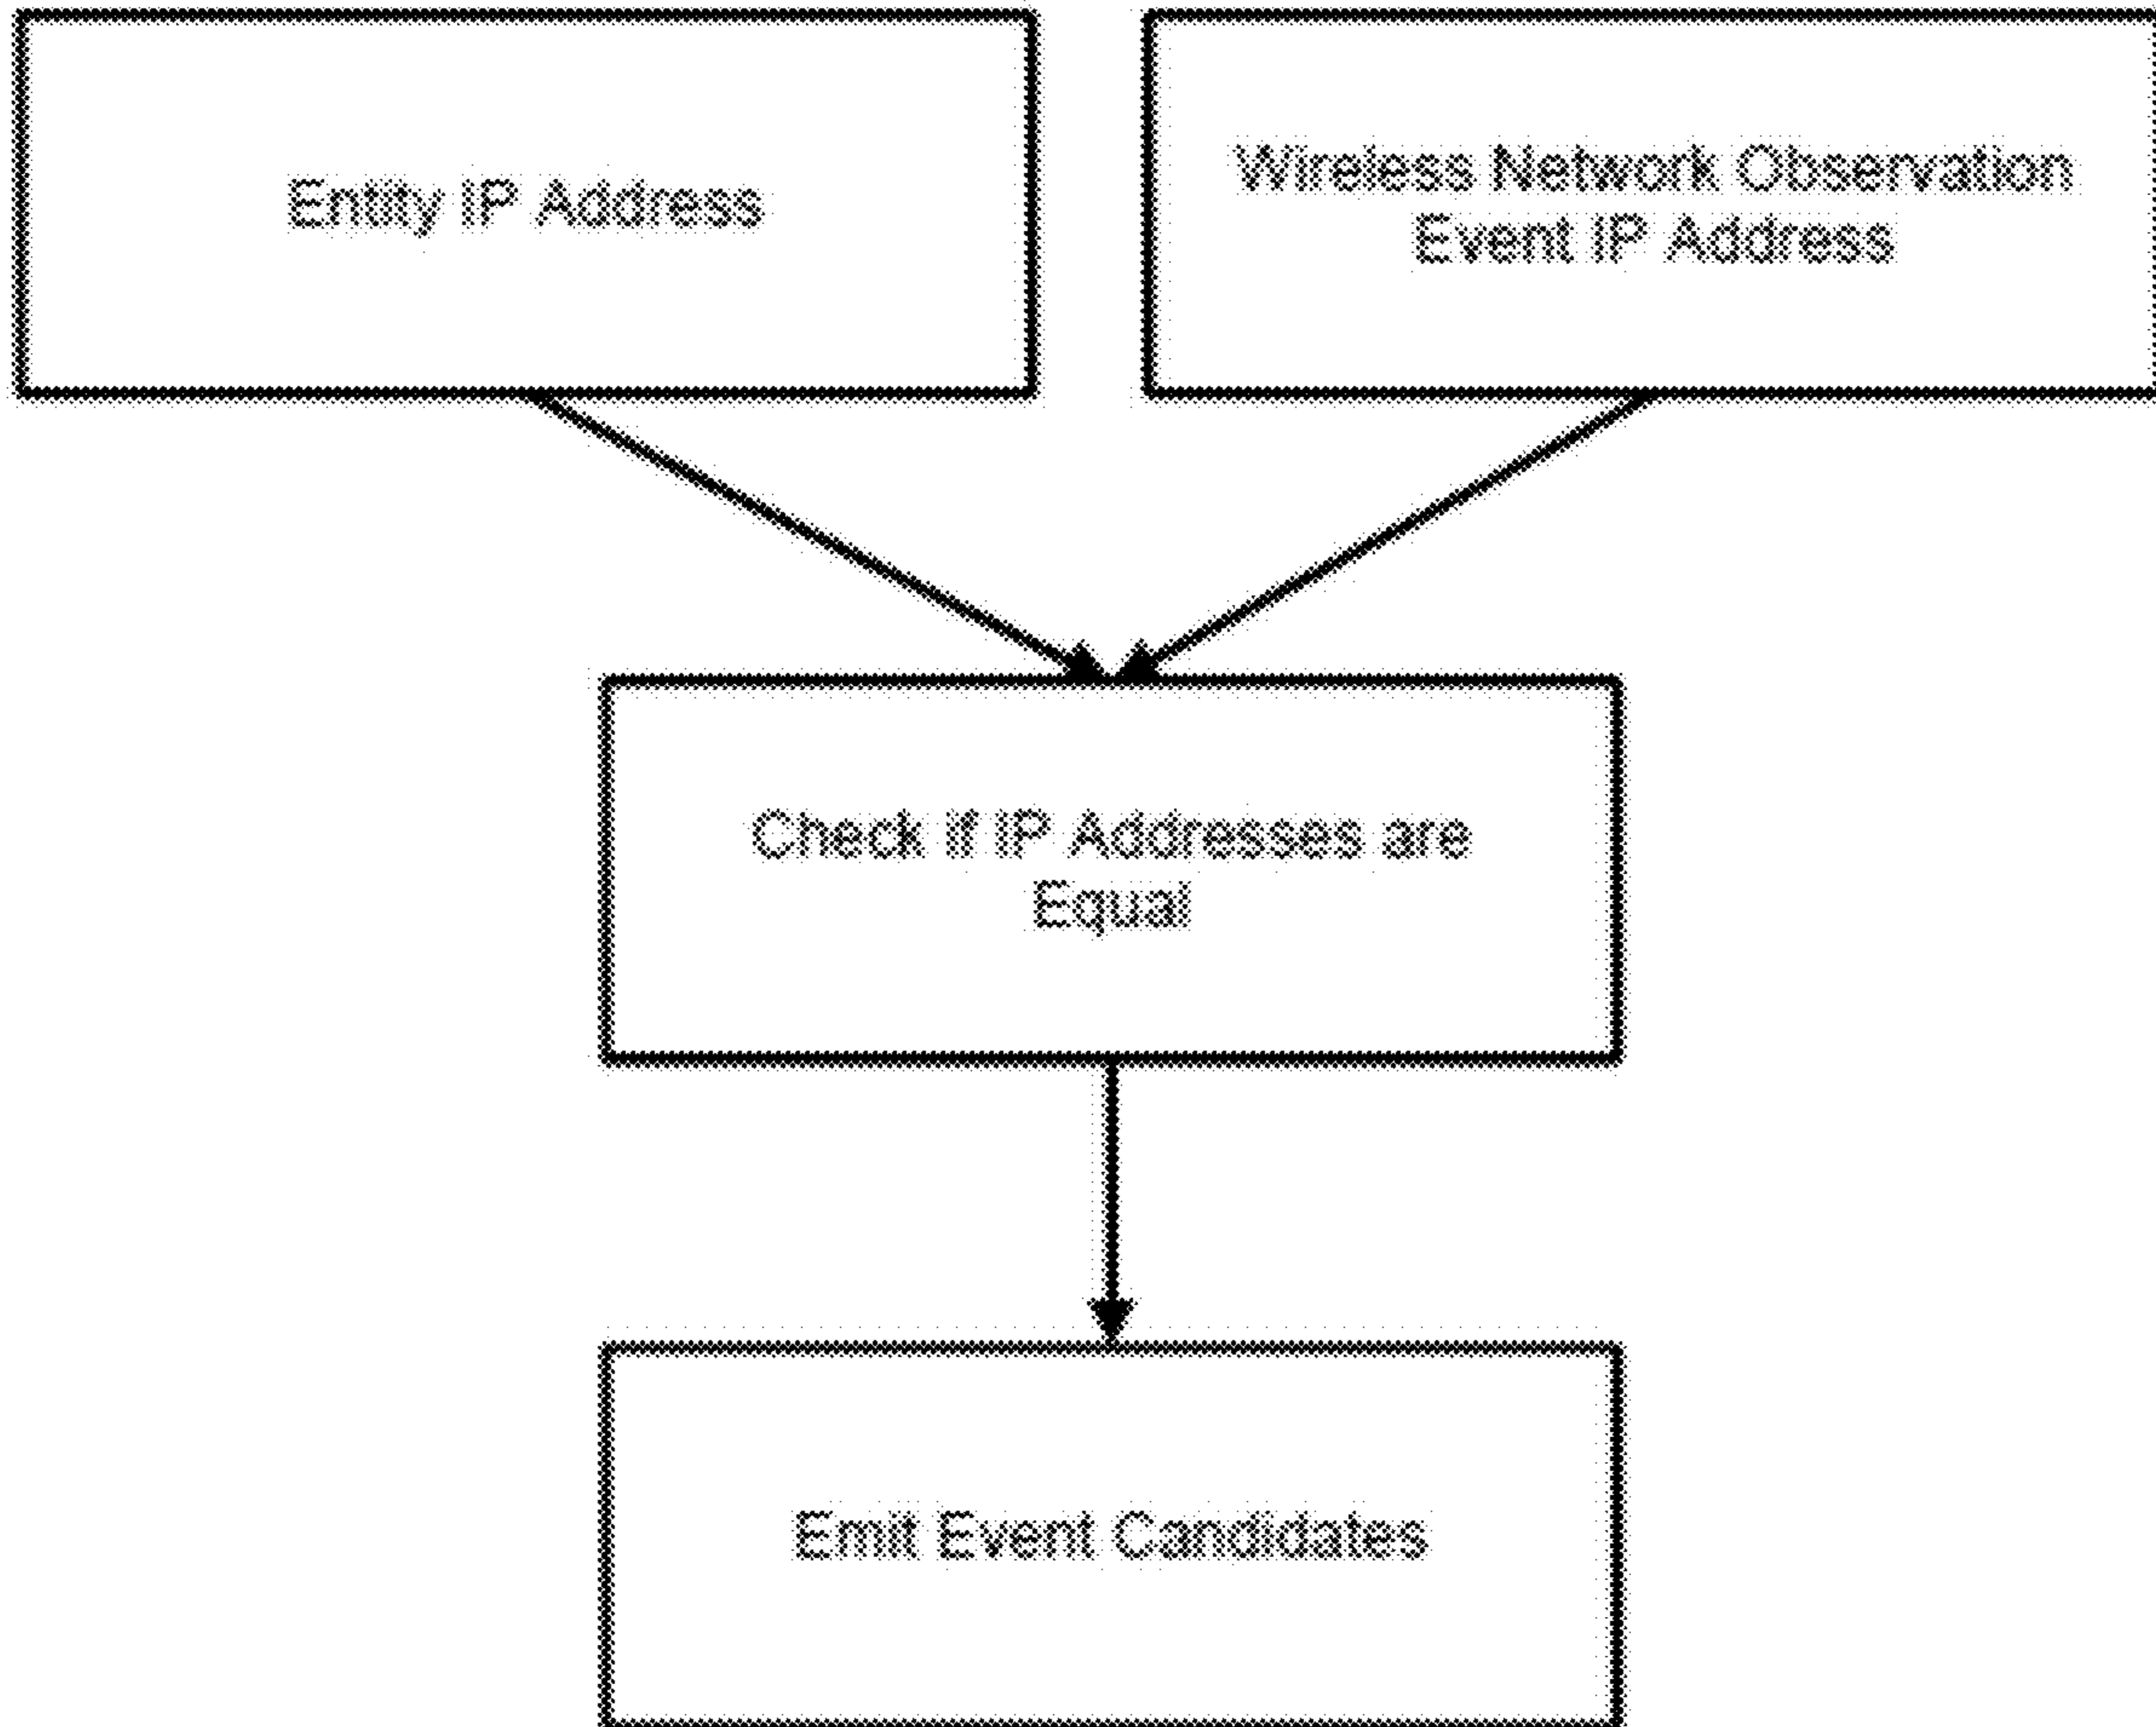 Entity IP Address
Wireless Network Observation
Event IP Address
Check if IP Addresses are
Equal
Emit Event Candidates